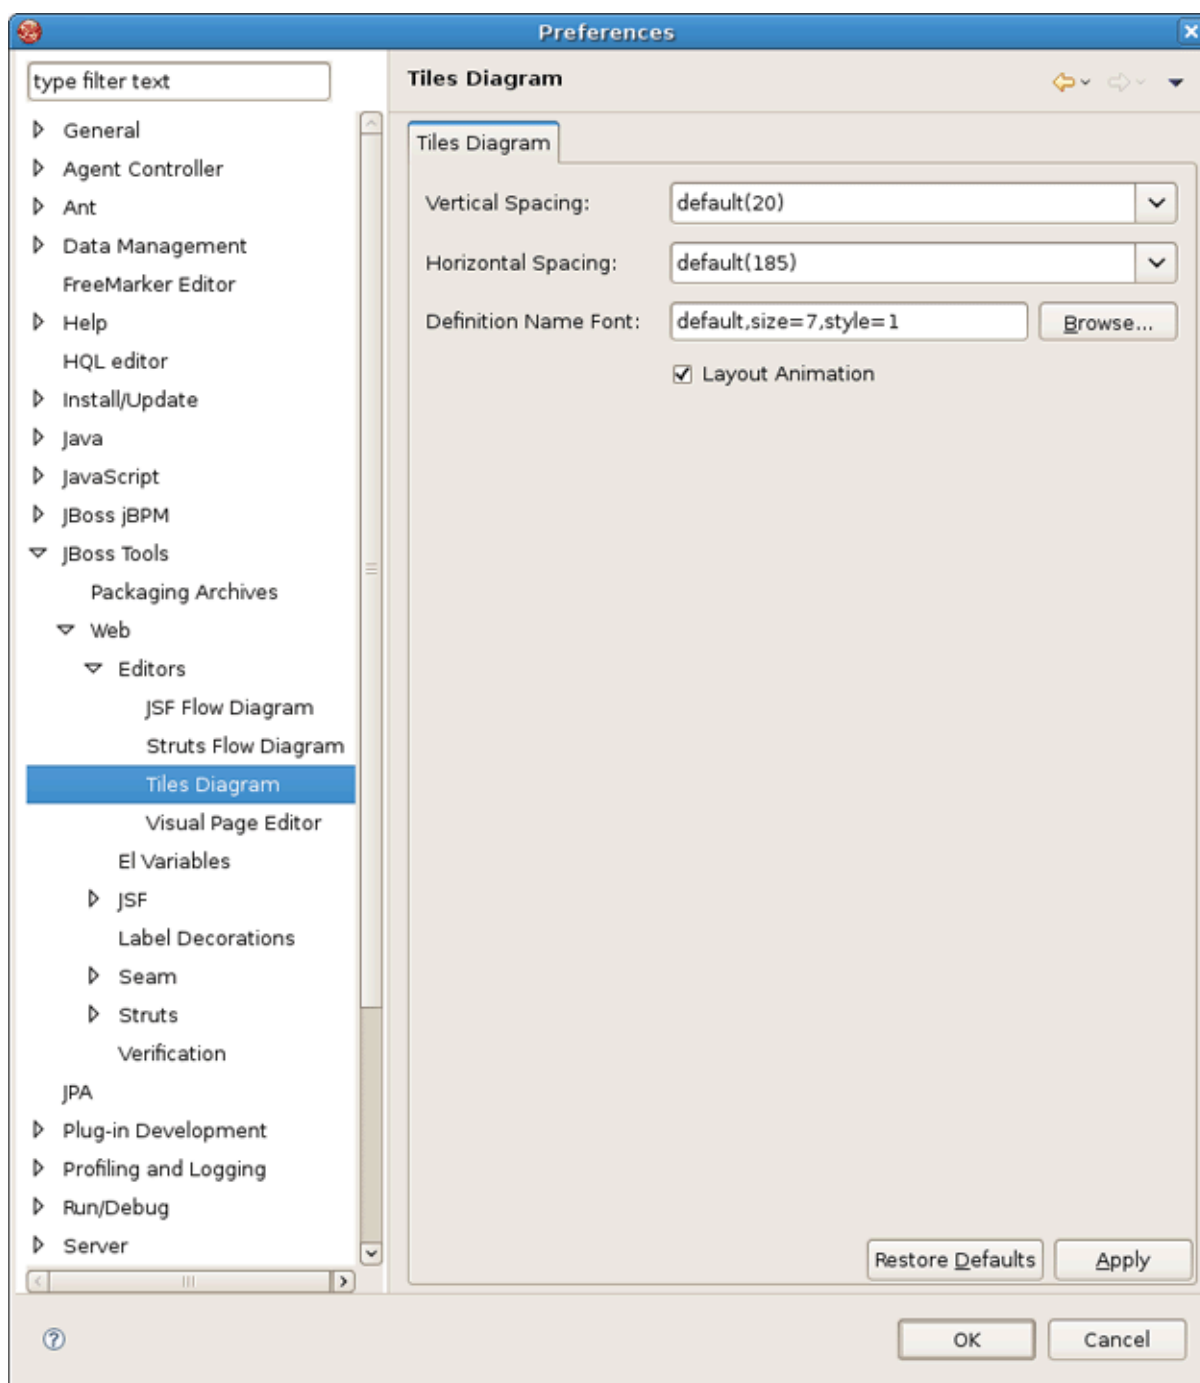 Preferences
type filter text
General
Agent Controller
Ant
Data Management
FreeMarker Editor
Help
HQL editor
Install/Update
Java
JavaScript
JBoss jBPM
JBoss Tools
Packaging Archives
Web
Editors
JSF Flow Diagram
Struts Flow Diagram
Tiles Diagram
Visual Page Editor
El Variables
JSF
Label Decorations
Seam
Struts
Verification
JPA
Plug-in Development
Profiling and Logging
Run/Debug
Server
Tiles Diagram
Tiles Diagram
Vertical Spacing: default(20)
Horizontal Spacing: default(185)
Definition Name Font: default,size=7,style=1 Browse...
Layout Animation
Restore Defaults Apply
? OK Cancel